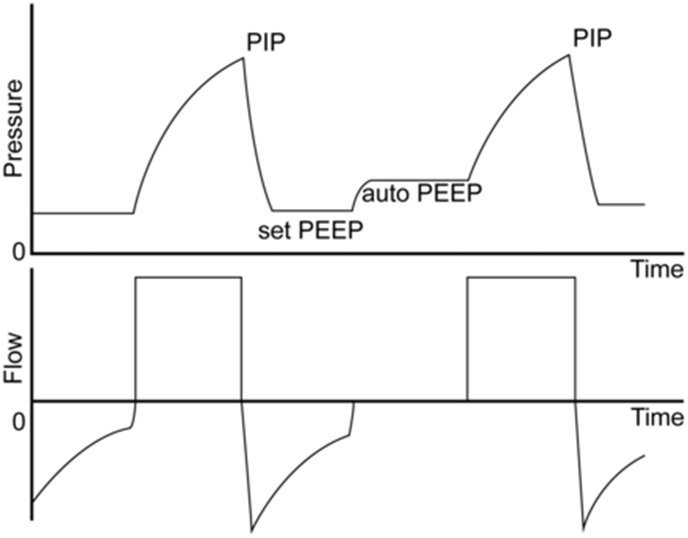 PIP
PIP
Pressure
auto PEEP
set PEEP
0
Time
Flow
0
Time